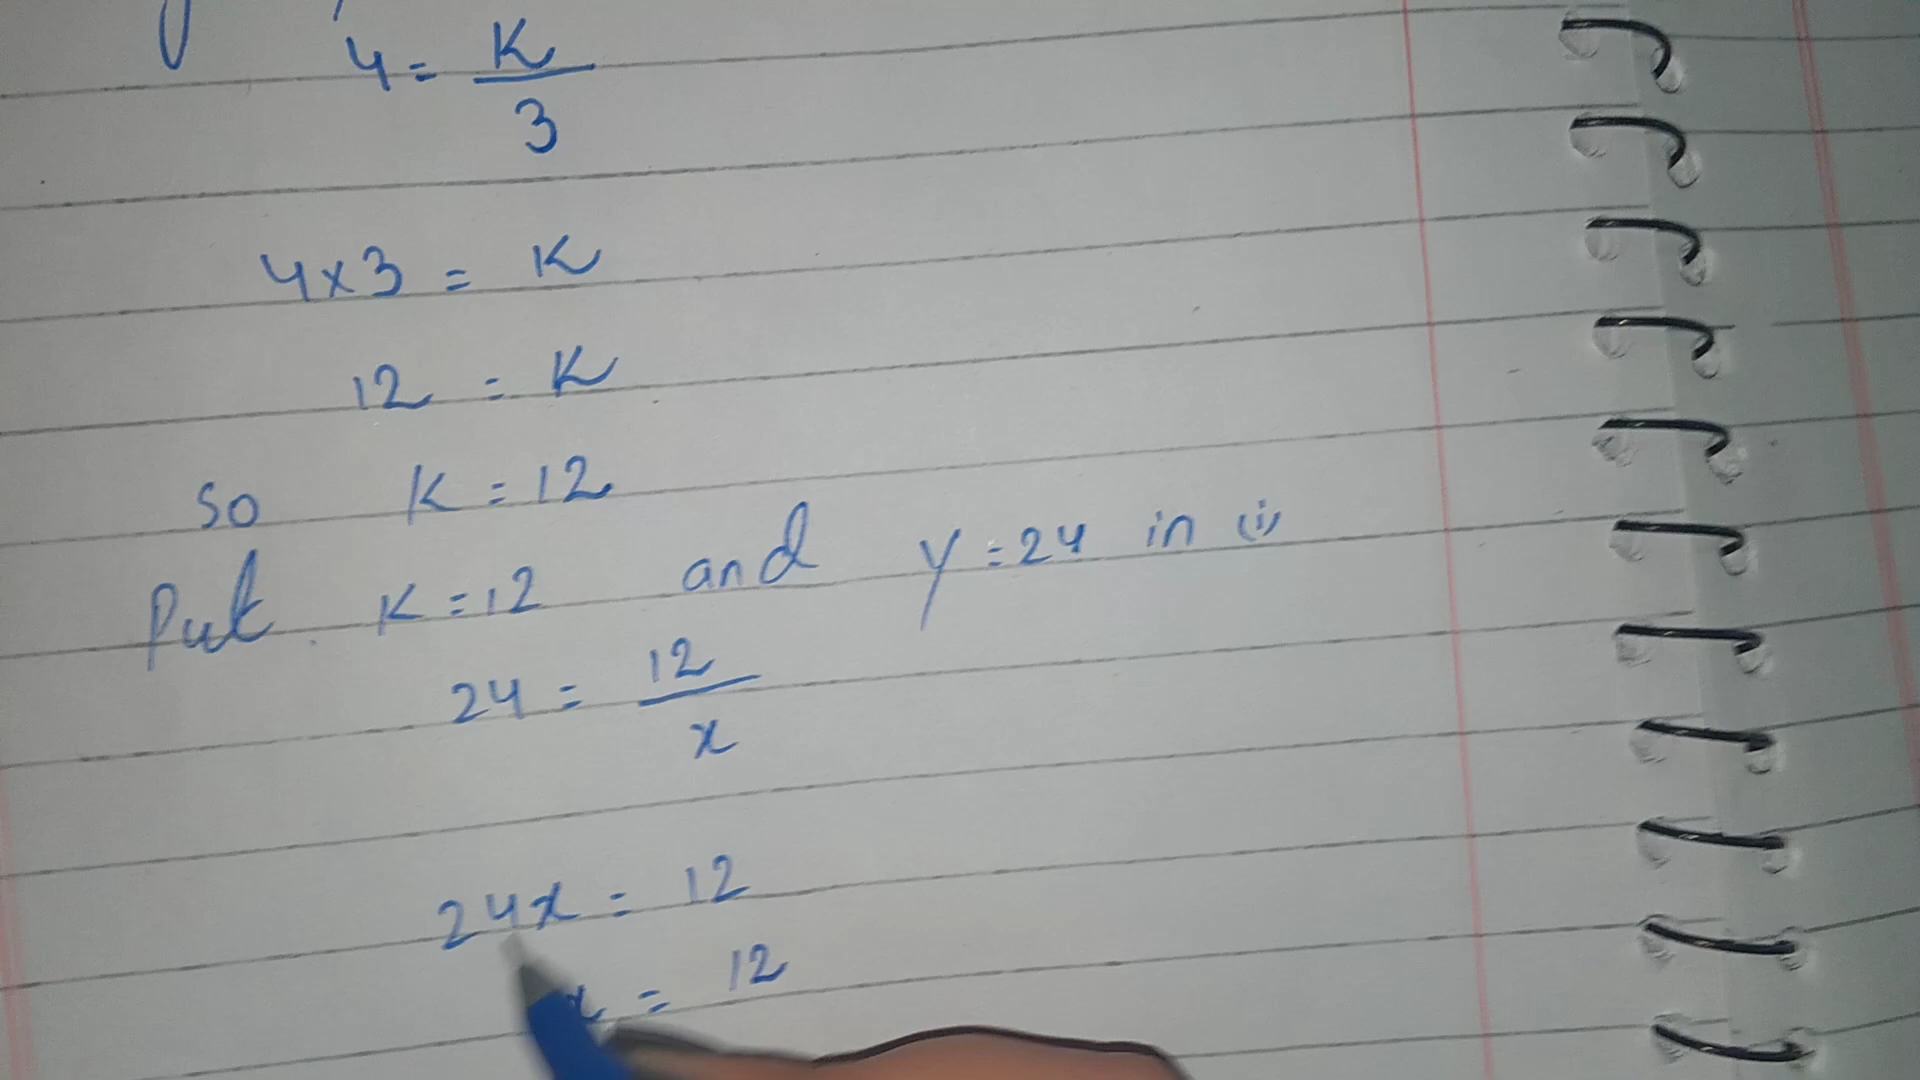 4 = K/3
4x3 = K
12 = K
So K = 12
Put K = 12 and y = 24 in (i)
24 = 12/x
24x = 12
x = 12